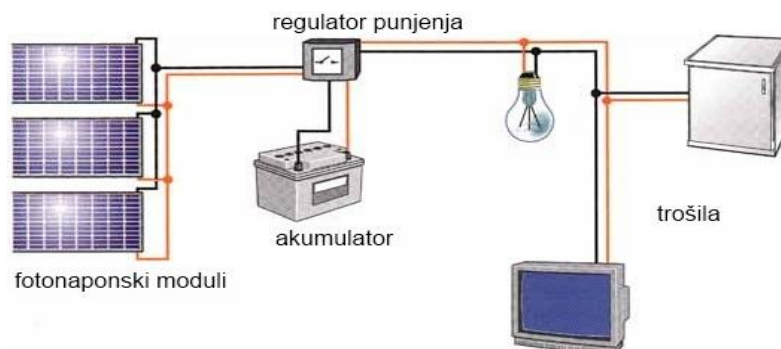 regulator punjenja
akumulator
trošila
fotonaponski moduli